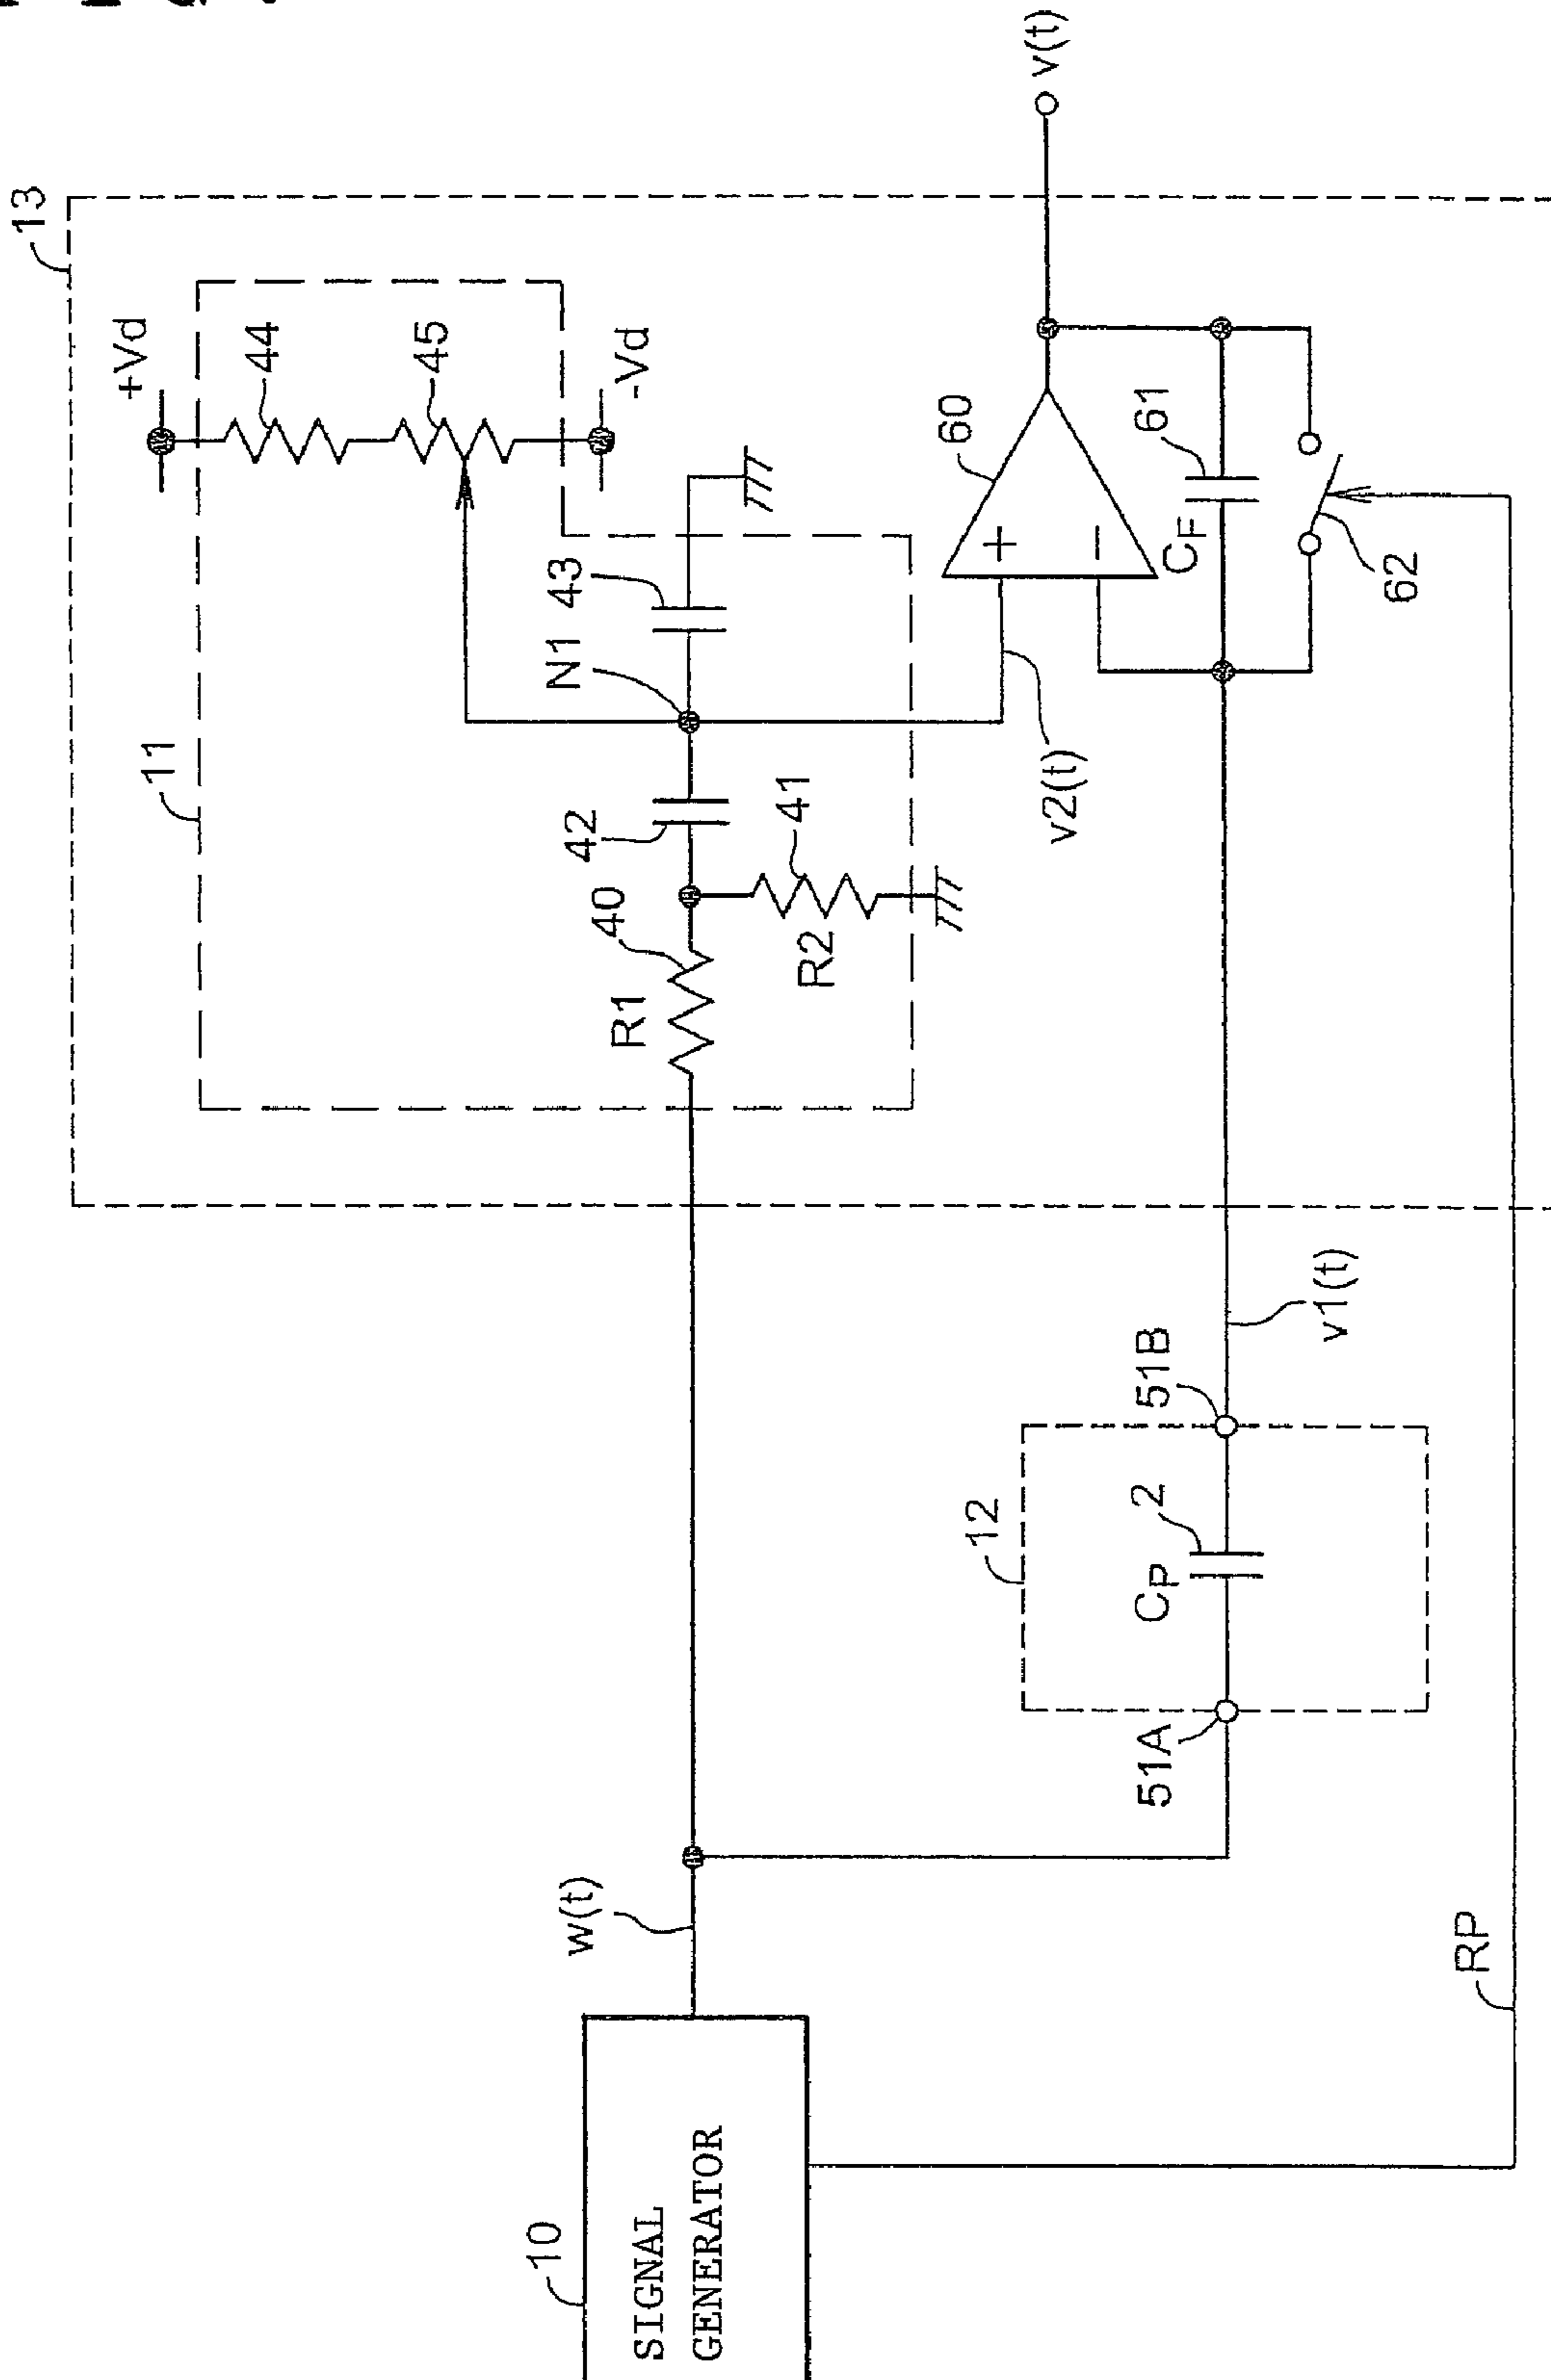 13
+Vd
11
44
45
-Vd
N1
43
42
40
41
R1
R2
60
v(t)
61
CF
62
v2(t)
w(t)
10
SIGNAL
GENERATOR
12
2
CP
51A
51B
v1(t)
RP